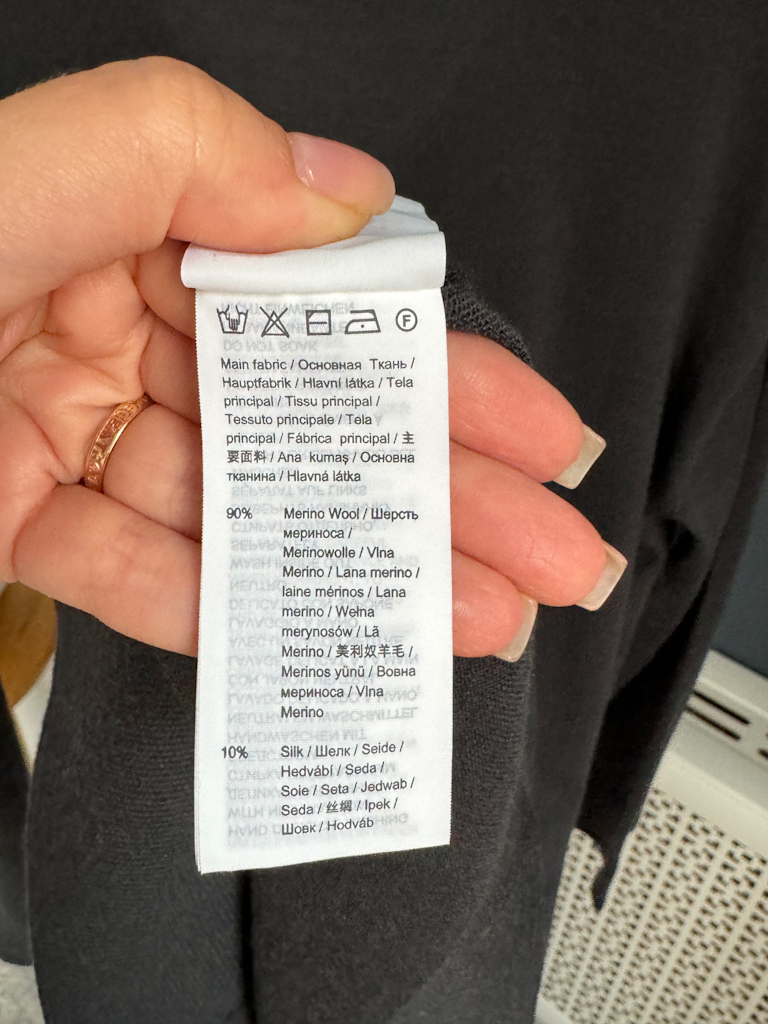 F
Main fabric / Основная Ткань /
Hauptfabrik / Hlavní látka / Tela
principal / Tissu principal /
Tessuto principale / Tela
principal / Fábrica principal / 主
要面料 / Ana kumaş / Основна
тканина / Hlavná látka
90% Merino Wool / Шерсть
мериноса /
Merinowolle / Vlna
Merino / Lana merino /
laine mérinos / Lana
merino / Wełna
merynosów / Lã
Merino / 美利奴羊毛 /
Merinos yünü / Вовна
мериноса / Vlna
Merino
10% Silk / Шелк / Seide /
Hedvábí / Seda /
Soie / Seta / Jedwab /
Seda / 丝绸 / Ipek /
Шовк / Hodváb